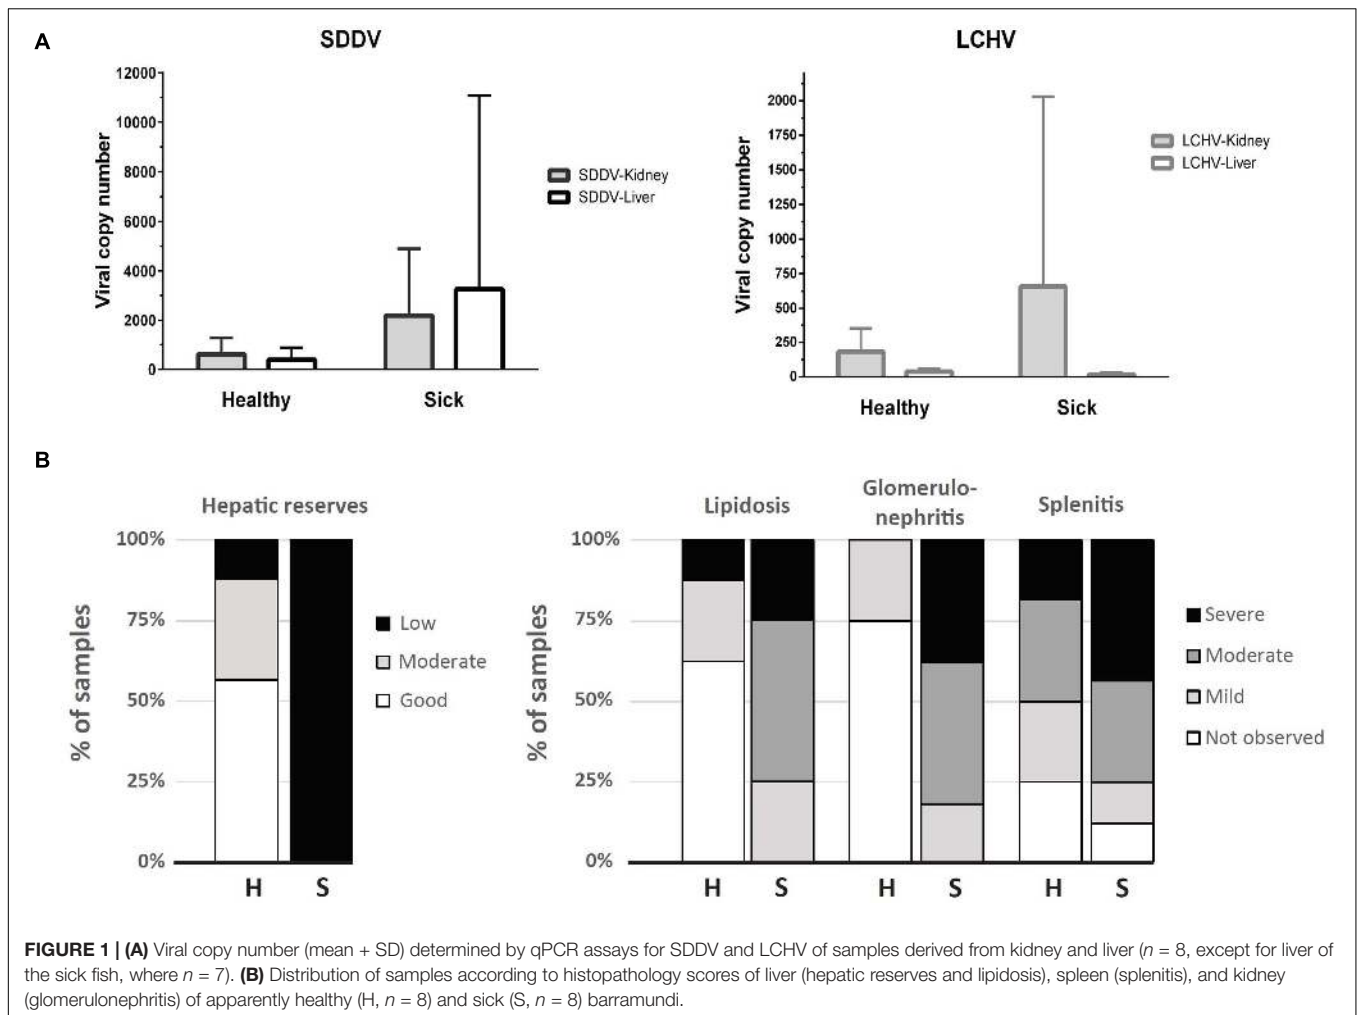 A
SDDV
12000
10000
8000
6000
4000
2000
0
Viral copy number
Healthy
Sick
SDDV-Kidney
SDDV-Liver
LCHV
2000
1750
1500
1250
1000
750
500
250
0
Viral copy number
Healthy
Sick
LCHV-Kidney
LCHV-Liver
B
Hepatic reserves
100%
75%
50%
25%
0%
% of samples
H
S
Low
Moderate
Good
Lipidosis
Glomerulo-
nephritis
Splenitis
100%
75%
50%
25%
0%
% of samples
H
S
H
S
H
S
Severe
Moderate
Mild
Not observed
FIGURE 1 | (A) Viral copy number (mean + SD) determined by qPCR assays for SDDV and LCHV of samples derived from kidney and liver (n = 8, except for liver of
the sick fish, where n = 7). (B) Distribution of samples according to histopathology scores of liver (hepatic reserves and lipidosis), spleen (splenitis), and kidney
(glomerulonephritis) of apparently healthy (H, n = 8) and sick (S, n = 8) barramundi.